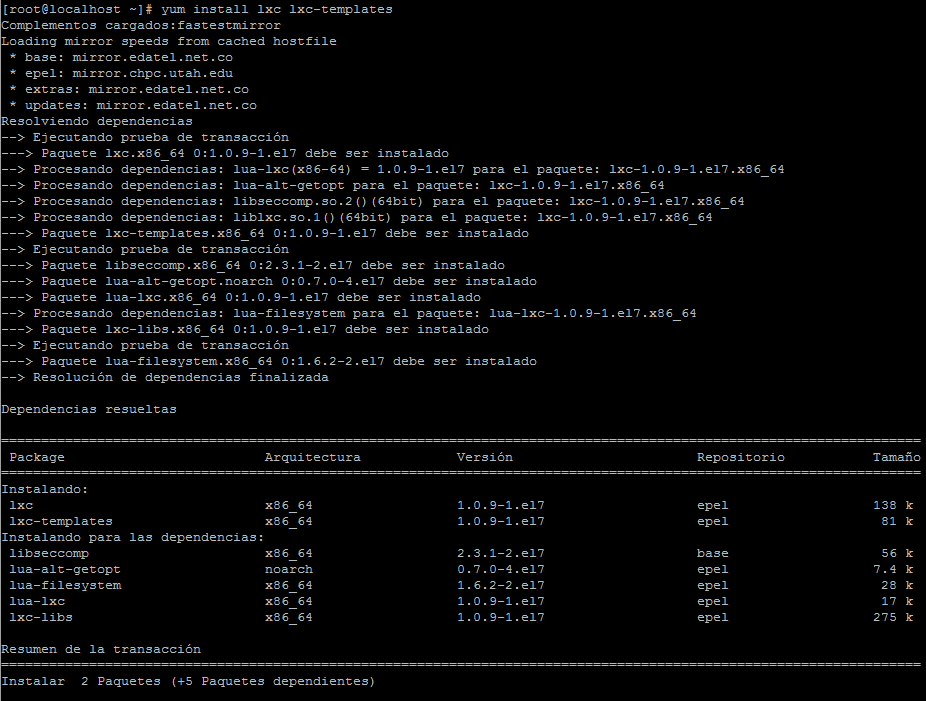 [root@localhost ~]# yum install lxc lxc-templates
Complementos cargados:fastestmirror
Loading mirror speeds from cached hostfile
 * base: mirror.edatel.net.co
 * epel: mirror.chpc.utah.edu
 * extras: mirror.edatel.net.co
 * updates: mirror.edatel.net.co
Resolviendo dependencias
--> Ejecutando prueba de transacción
---> Paquete lxc.x86_64 0:1.0.9-1.el7 debe ser instalado
--> Procesando dependencias: lua-lxc(x86-64) = 1.0.9-1.el7 para el paquete: lxc-1.0.9-1.el7.x86_64
--> Procesando dependencias: lua-alt-getopt para el paquete: lxc-1.0.9-1.el7.x86_64
--> Procesando dependencias: libseccomp.so.2()(64bit) para el paquete: lxc-1.0.9-1.el7.x86_64
--> Procesando dependencias: liblxc.so.1()(64bit) para el paquete: lxc-1.0.9-1.el7.x86_64
---> Paquete lxc-templates.x86_64 0:1.0.9-1.el7 debe ser instalado
--> Ejecutando prueba de transacción
---> Paquete libseccomp.x86_64 0:2.3.1-2.el7 debe ser instalado
---> Paquete lua-alt-getopt.noarch 0:0.7.0-4.el7 debe ser instalado
---> Paquete lua-lxc.x86_64 0:1.0.9-1.el7 debe ser instalado
--> Procesando dependencias: lua-filesystem para el paquete: lua-lxc-1.0.9-1.el7.x86_64
---> Paquete lxc-libs.x86_64 0:1.0.9-1.el7 debe ser instalado
--> Ejecutando prueba de transacción
---> Paquete lua-filesystem.x86_64 0:1.6.2-2.el7 debe ser instalado
--> Resolución de dependencias finalizada
Dependencias resueltas
Package Arquitectura Versión Repositorio Tamaño
Instalando:
lxc x86_64 1.0.9-1.el7 epel 138 k
lxc-templates x86_64 1.0.9-1.el7 epel 81 k
Instalando para las dependencias:
libseccomp x86_64 2.3.1-2.el7 base 56 k
lua-alt-getopt noarch 0.7.0-4.el7 epel 7.4 k
lua-filesystem x86_64 1.6.2-2.el7 epel 28 k
lua-lxc x86_64 1.0.9-1.el7 epel 17 k
lxc-libs x86_64 1.0.9-1.el7 epel 275 k
Resumen de la transacción
Instalar 2 Paquetes (+5 Paquetes dependientes)